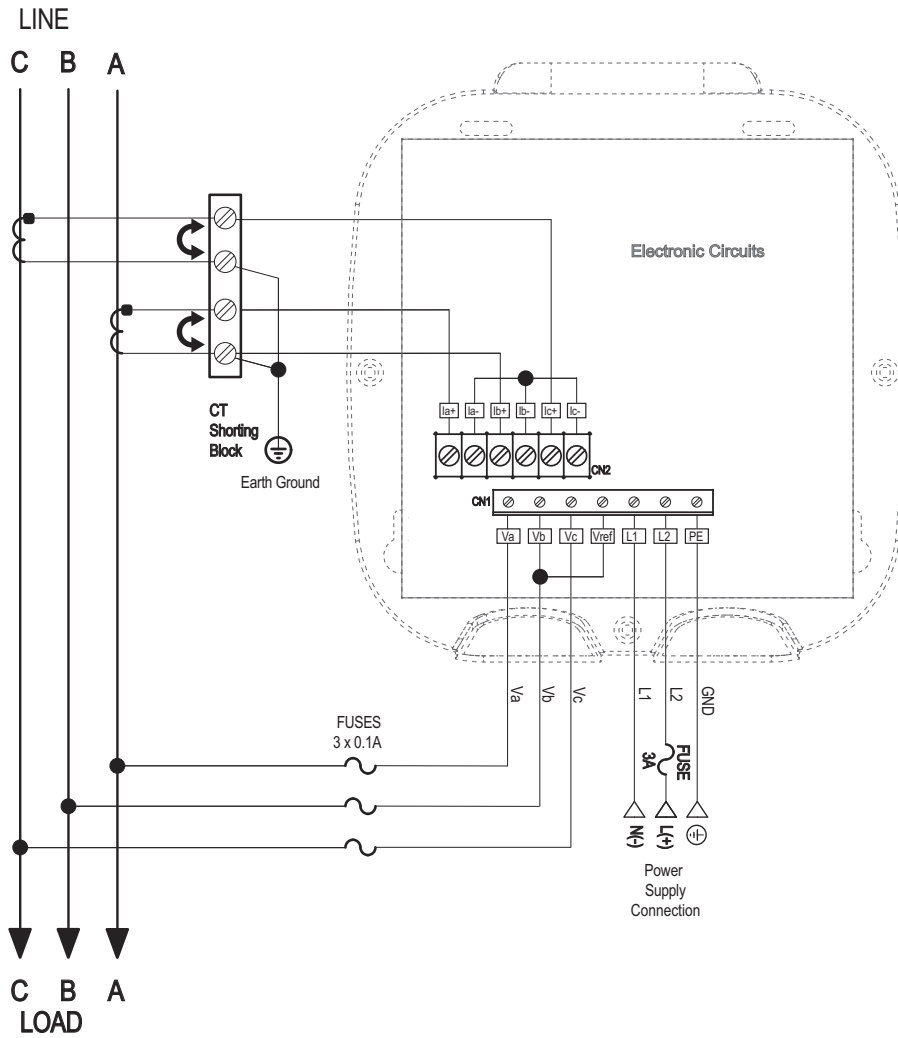 LINE
C B A
Electronic Circuits
CT
Shorting
Block
Earth Ground
Ia+ Ia- Ib+ Ib- Ic+ Ic-
CN2
CN1
Va Vb Vc Vref L1 L2 PE
Va Vb Vc L1 L2 GND
FUSES
3 x 0.1A
FUSE
3A
N(-) L(+)
Power
Supply
Connection
C B A
LOAD